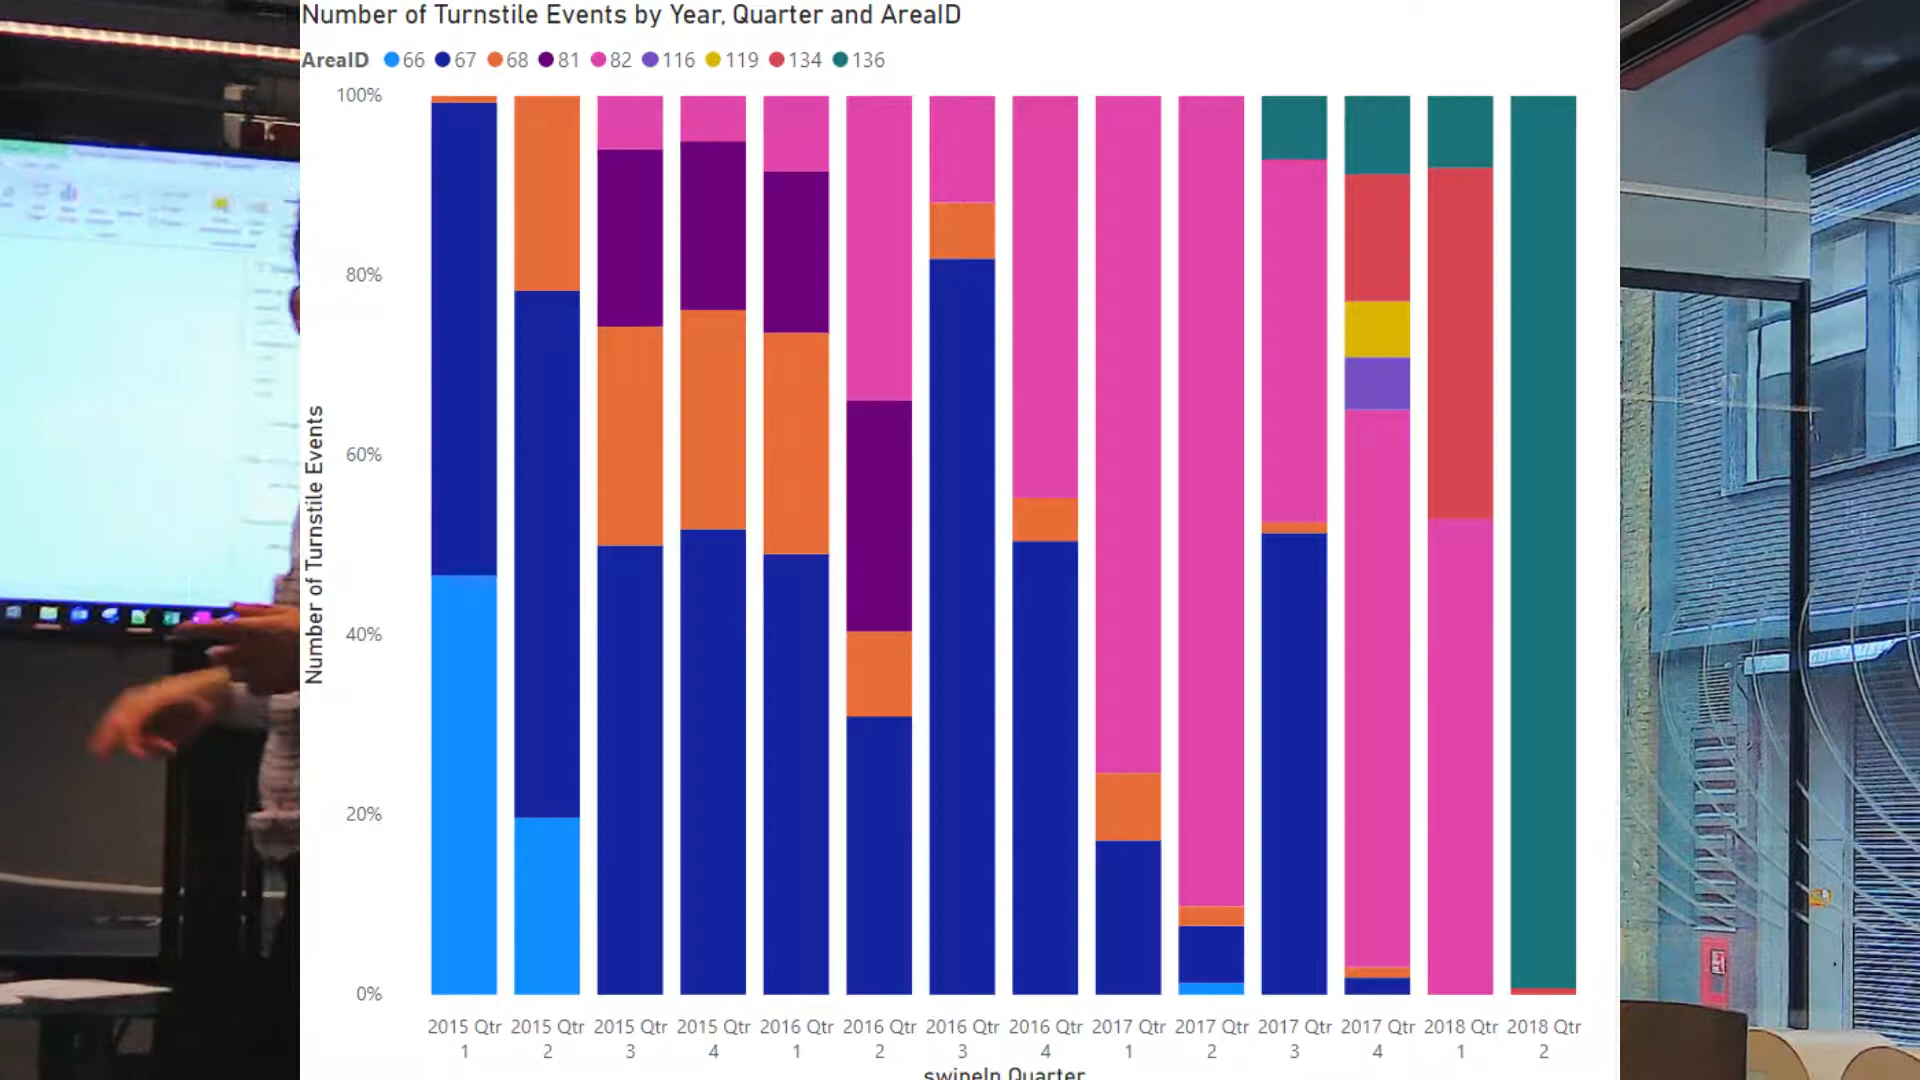 Number of Turnstile Events by Year, Quarter and AreaID
AreaID 66 67 68 81 82 116 119 134 136
100%
80%
60%
40%
20%
0%
Number of Turnstile Events
2015 Qtr 1
2015 Qtr 2
2015 Qtr 3
2015 Qtr 4
2016 Qtr 1
2016 Qtr 2
2016 Qtr 3
2016 Qtr 4
2017 Qtr 1
2017 Qtr 2
2017 Qtr 3
2017 Qtr 4
2018 Qtr 1
2018 Qtr 2
swipeIn Quarter